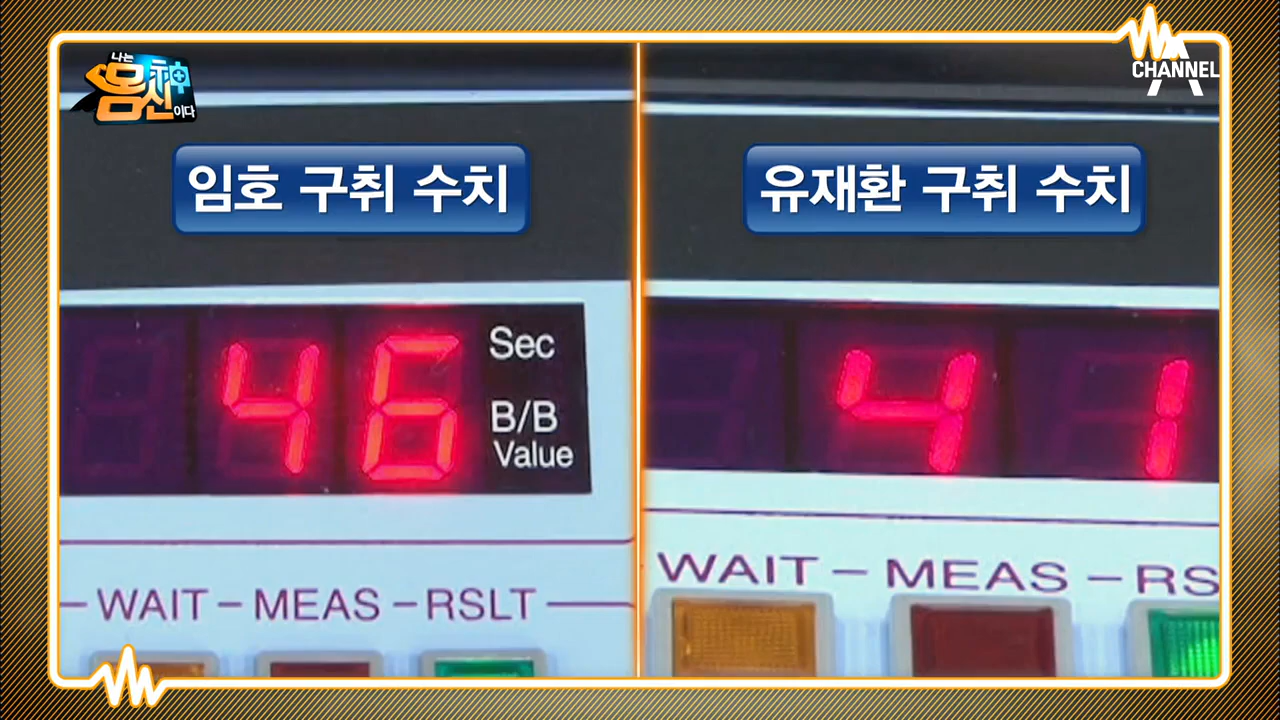 나는
몸神신이다
CHANNEL A
임호 구취 수치
유재환 구취 수치
46
Sec
B/B
Value
41
WAIT – MEAS – RSLT
WAIT – MEAS – RS